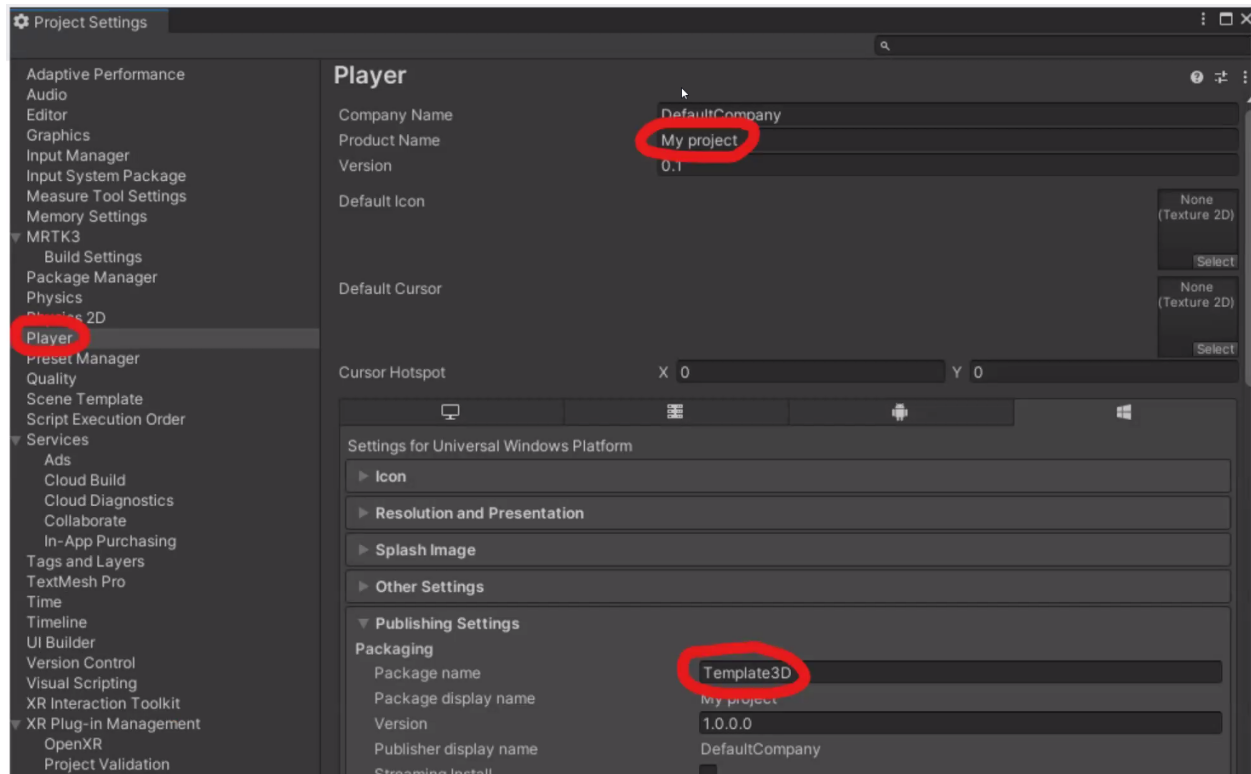 Project Settings
Adaptive Performance
Audio
Editor
Graphics
Input Manager
Input System Package
Measure Tool Settings
Memory Settings
MRTK3
Build Settings
Package Manager
Physics
Physics 2D
Player
Preset Manager
Quality
Scene Template
Script Execution Order
Services
Ads
Cloud Build
Cloud Diagnostics
Collaborate
In-App Purchasing
Tags and Layers
TextMesh Pro
Time
Timeline
UI Builder
Version Control
Visual Scripting
XR Interaction Toolkit
XR Plug-in Management
OpenXR
Project Validation
Player
Company Name DefaultCompany
Product Name My project
Version 0.1
Default Icon
None
(Texture 2D)
Select
Default Cursor
None
(Texture 2D)
Select
Cursor Hotspot X 0 Y 0
Settings for Universal Windows Platform
Icon
Resolution and Presentation
Splash Image
Other Settings
Publishing Settings
Packaging
Package name Template3D
Package display name My project
Version 1.0.0.0
Publisher display name DefaultCompany
Streaming Install